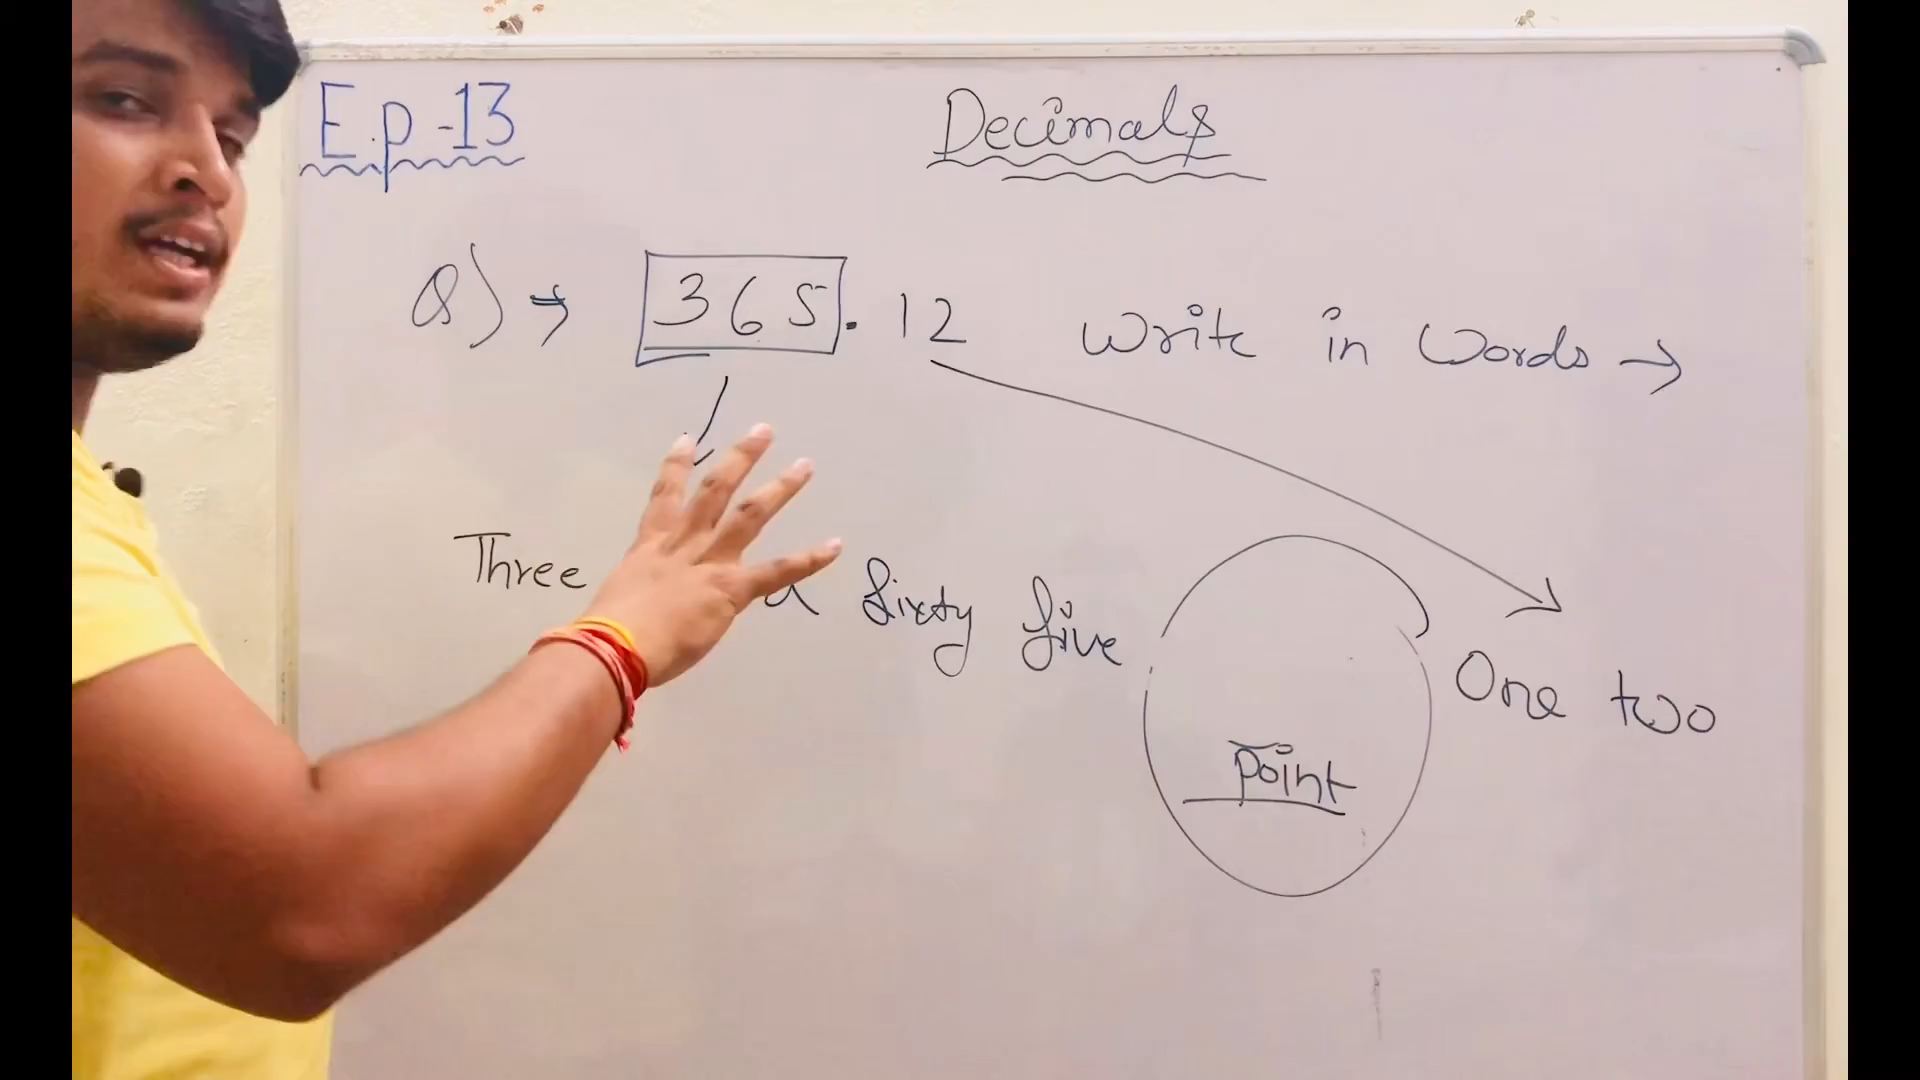 E.p-13
Decimals
Q) → 365.12 Write in Words →
Three Sixty five One two
point